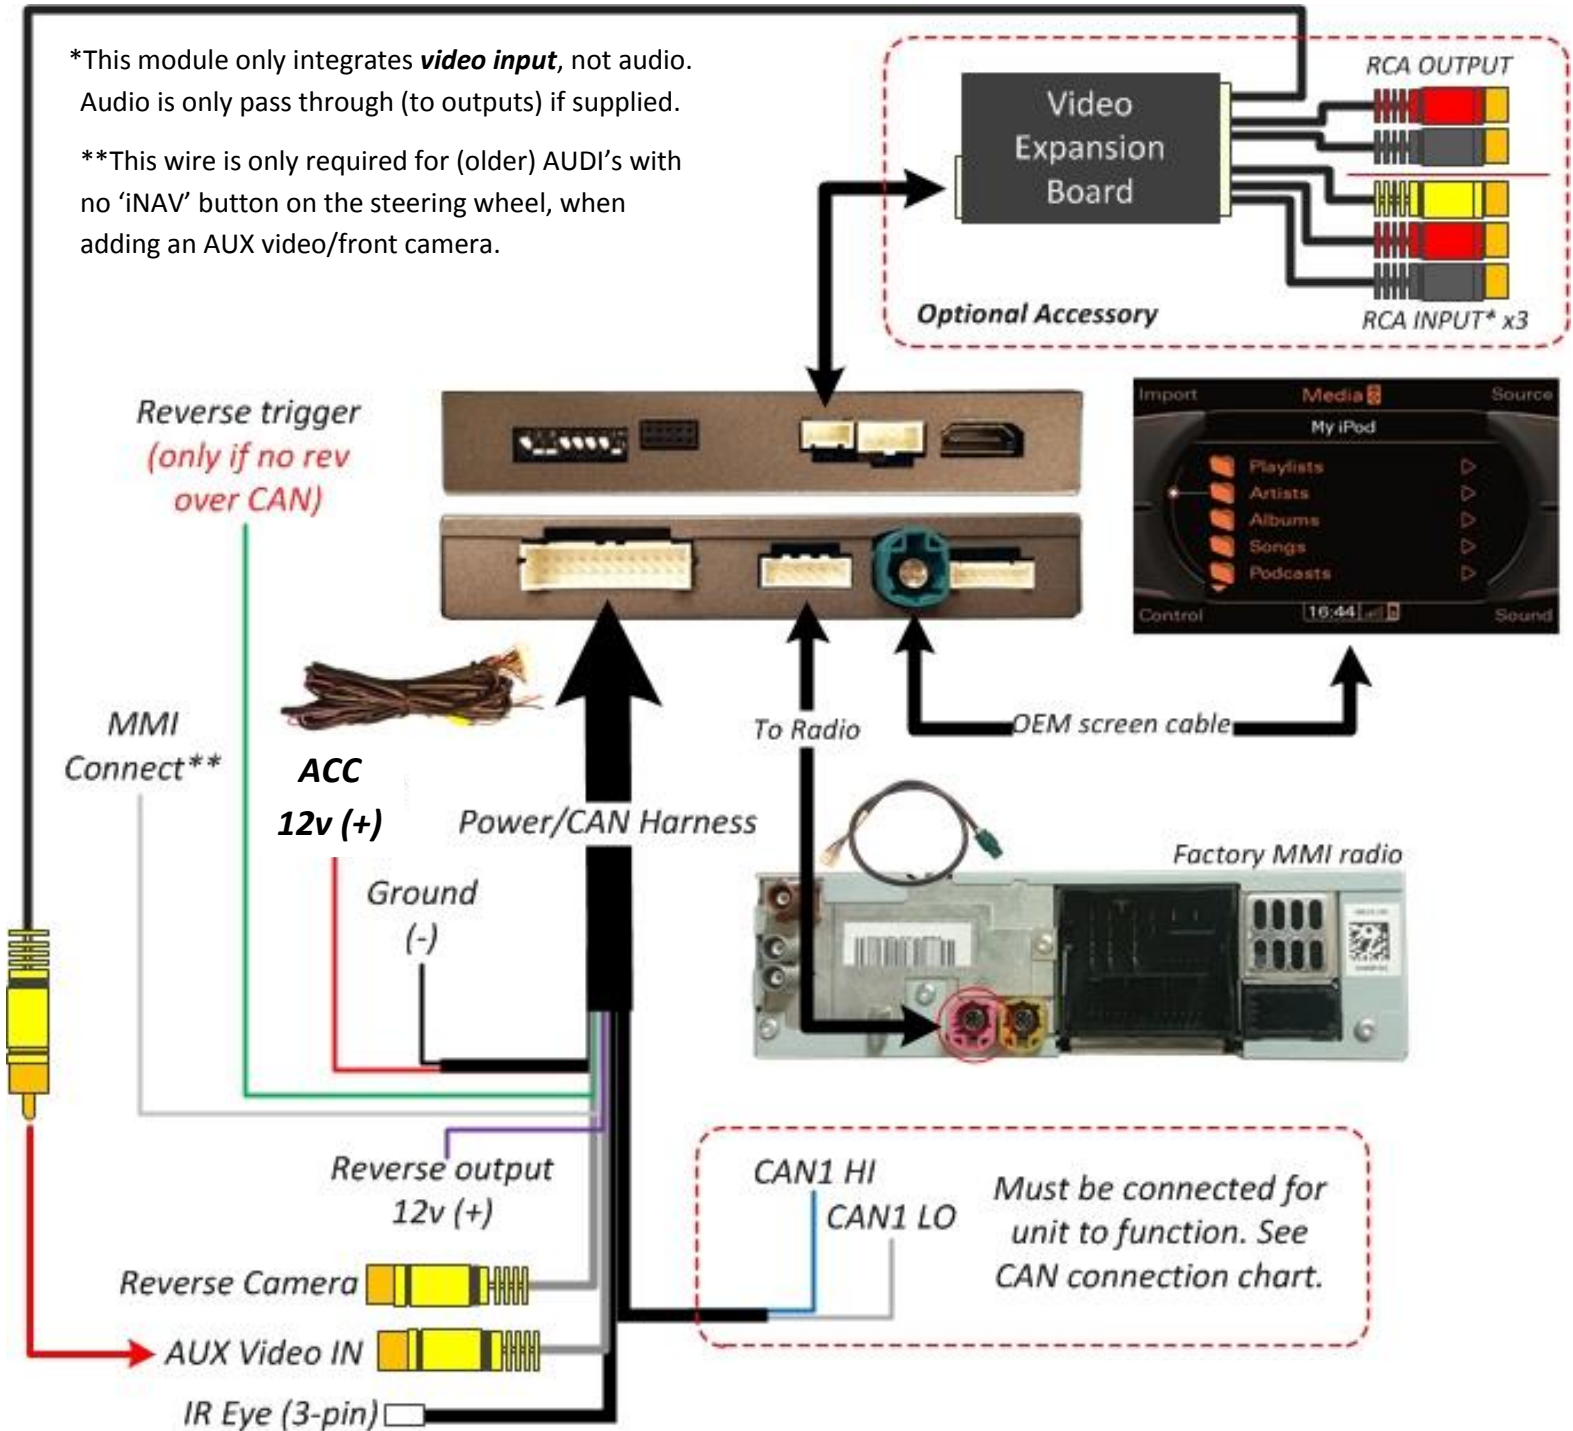 *This module only integrates video input, not audio.
Audio is only pass through (to outputs) if supplied.
**This wire is only required for (older) AUDI's with
no 'iNAV' button on the steering wheel, when
adding an AUX video/front camera.
RCA OUTPUT
Video
Expansion
Board
Optional Accessory
RCA INPUT* x3
Reverse trigger
(only if no rev
over CAN)
Import
Media
Source
My iPod
Playlists
Artists
Albums
Songs
Podcasts
Control
16:44
Sound
MMI
Connect**
ACC
12v (+)
Power/CAN Harness
To Radio
OEM screen cable
Ground
(-)
Factory MMI radio
Reverse output
12v (+)
CAN1 HI
CAN1 LO
Must be connected for
unit to function. See
CAN connection chart.
Reverse Camera
AUX Video IN
IR Eye (3-pin)